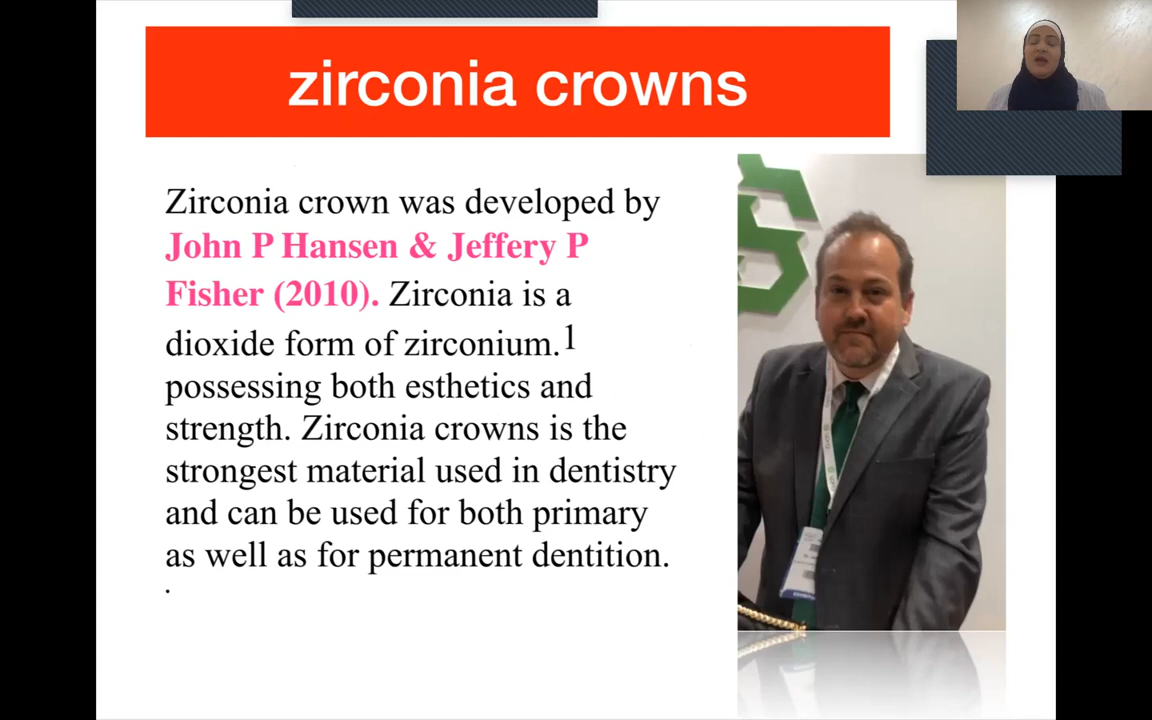 zirconia crowns
Zirconia crown was developed by
John P Hansen & Jeffery P
Fisher (2010). Zirconia is a
dioxide form of zirconium.1
possessing both esthetics and
strength. Zirconia crowns is the
strongest material used in dentistry
and can be used for both primary
as well as for permanent dentition.
.